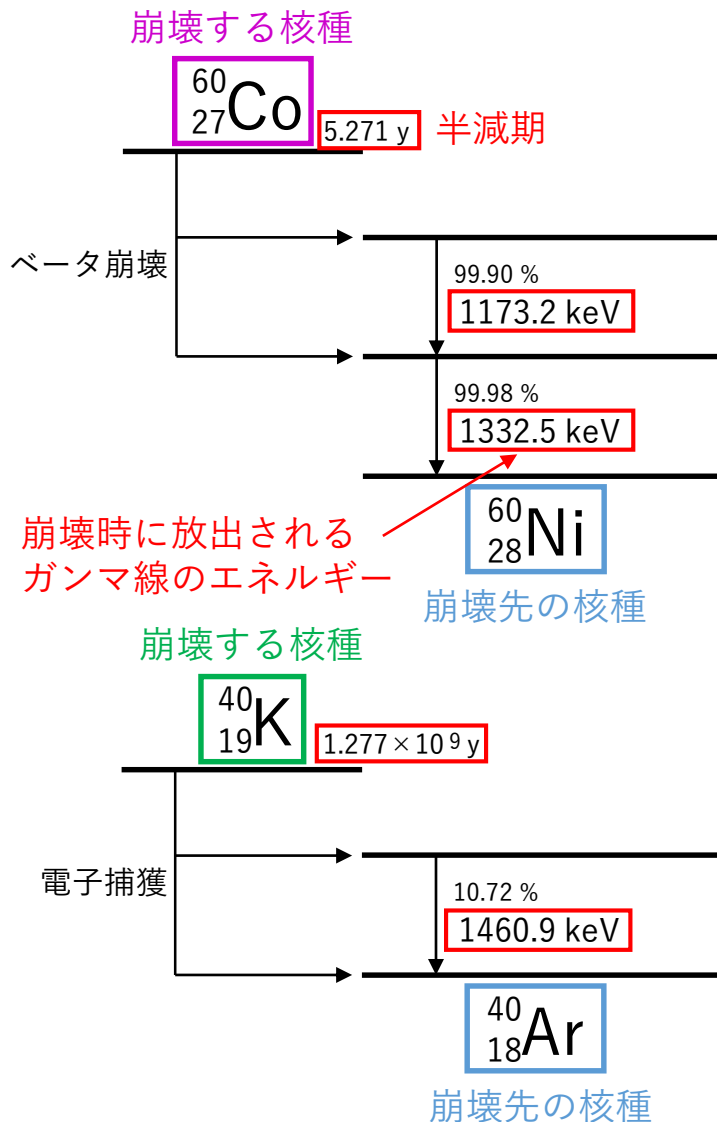 崩壊する核種
60
27Co
5.271 y 半減期
ベータ崩壊
99.90 %
1173.2 keV
99.98 %
1332.5 keV
崩壊時に放出される
ガンマ線のエネルギー
60
28Ni
崩壊先の核種
崩壊する核種
40
19K
1.277×10⁹ y
電子捕獲
10.72 %
1460.9 keV
40
18Ar
崩壊先の核種